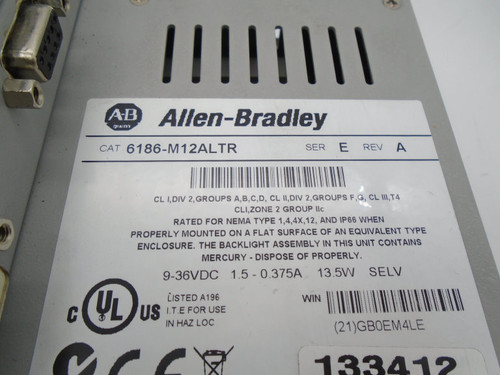 A-B
Allen-Bradley
CAT 6186-M12ALTR SER E REV A
CL I,DIV 2,GROUPS A,B,C,D, CL II,DIV 2,GROUPS F,G, CL III,T4
CLI,ZONE 2 GROUP IIc
RATED FOR NEMA TYPE 1,4,4X,12, AND IP66 WHEN
PROPERLY MOUNTED ON A FLAT SURFACE OF AN EQUIVALENT TYPE
ENCLOSURE. THE BACKLIGHT ASSEMBLY IN THIS UNIT CONTAINS
MERCURY - DISPOSE OF PROPERLY.
9-36VDC 1.5 - 0.375A 13.5W SELV
C UL US
LISTED A196
I.T.E FOR USE
IN HAZ LOC
WIN
(21)GB0EM4LE
CE
133412